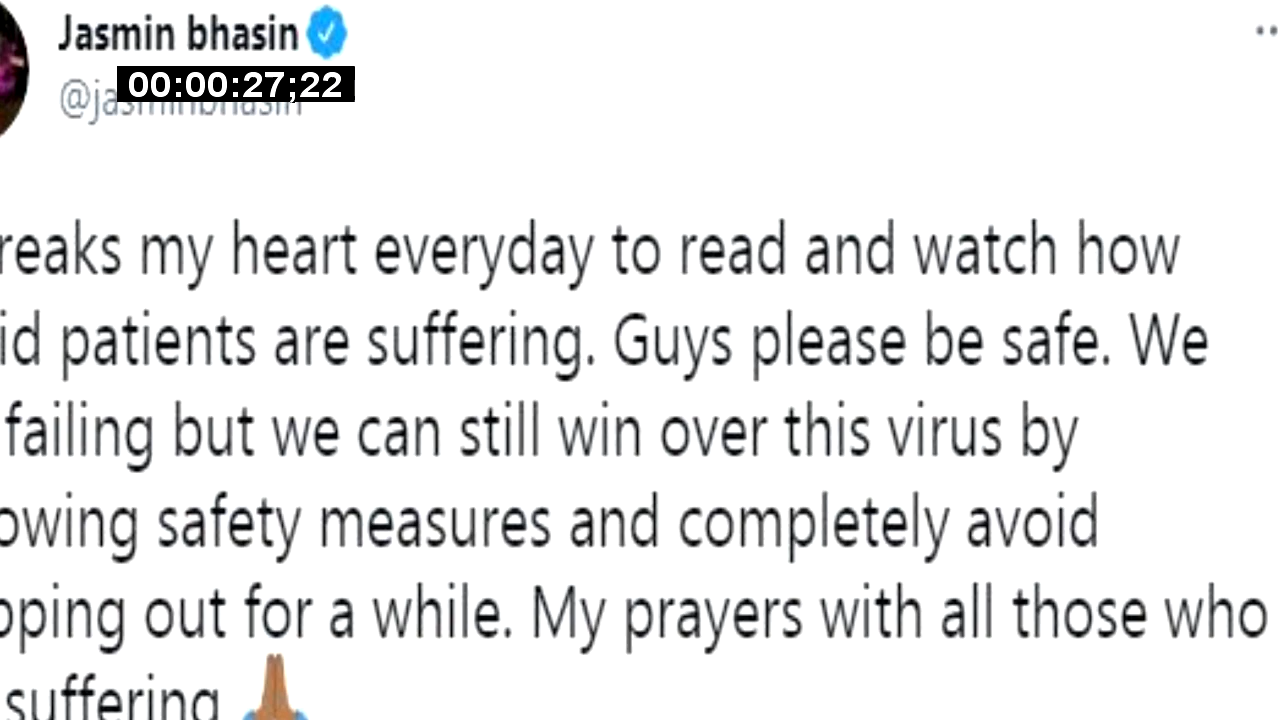 Jasmin bhasin
00:00:27;22
@jasminbhasin
reaks my heart everyday to read and watch how
id patients are suffering. Guys please be safe. We
failing but we can still win over this virus by
owing safety measures and completely avoid
pping out for a while. My prayers with all those who
suffering